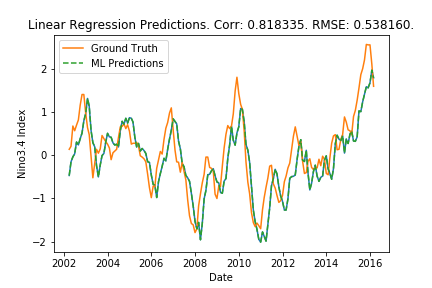 Linear Regression Predictions. Corr: 0.818335. RMSE: 0.538160.
Ground Truth
ML Predictions
Nino3.4 Index
2
1
0
−1
−2
2002 2004 2006 2008 2010 2012 2014 2016
Date